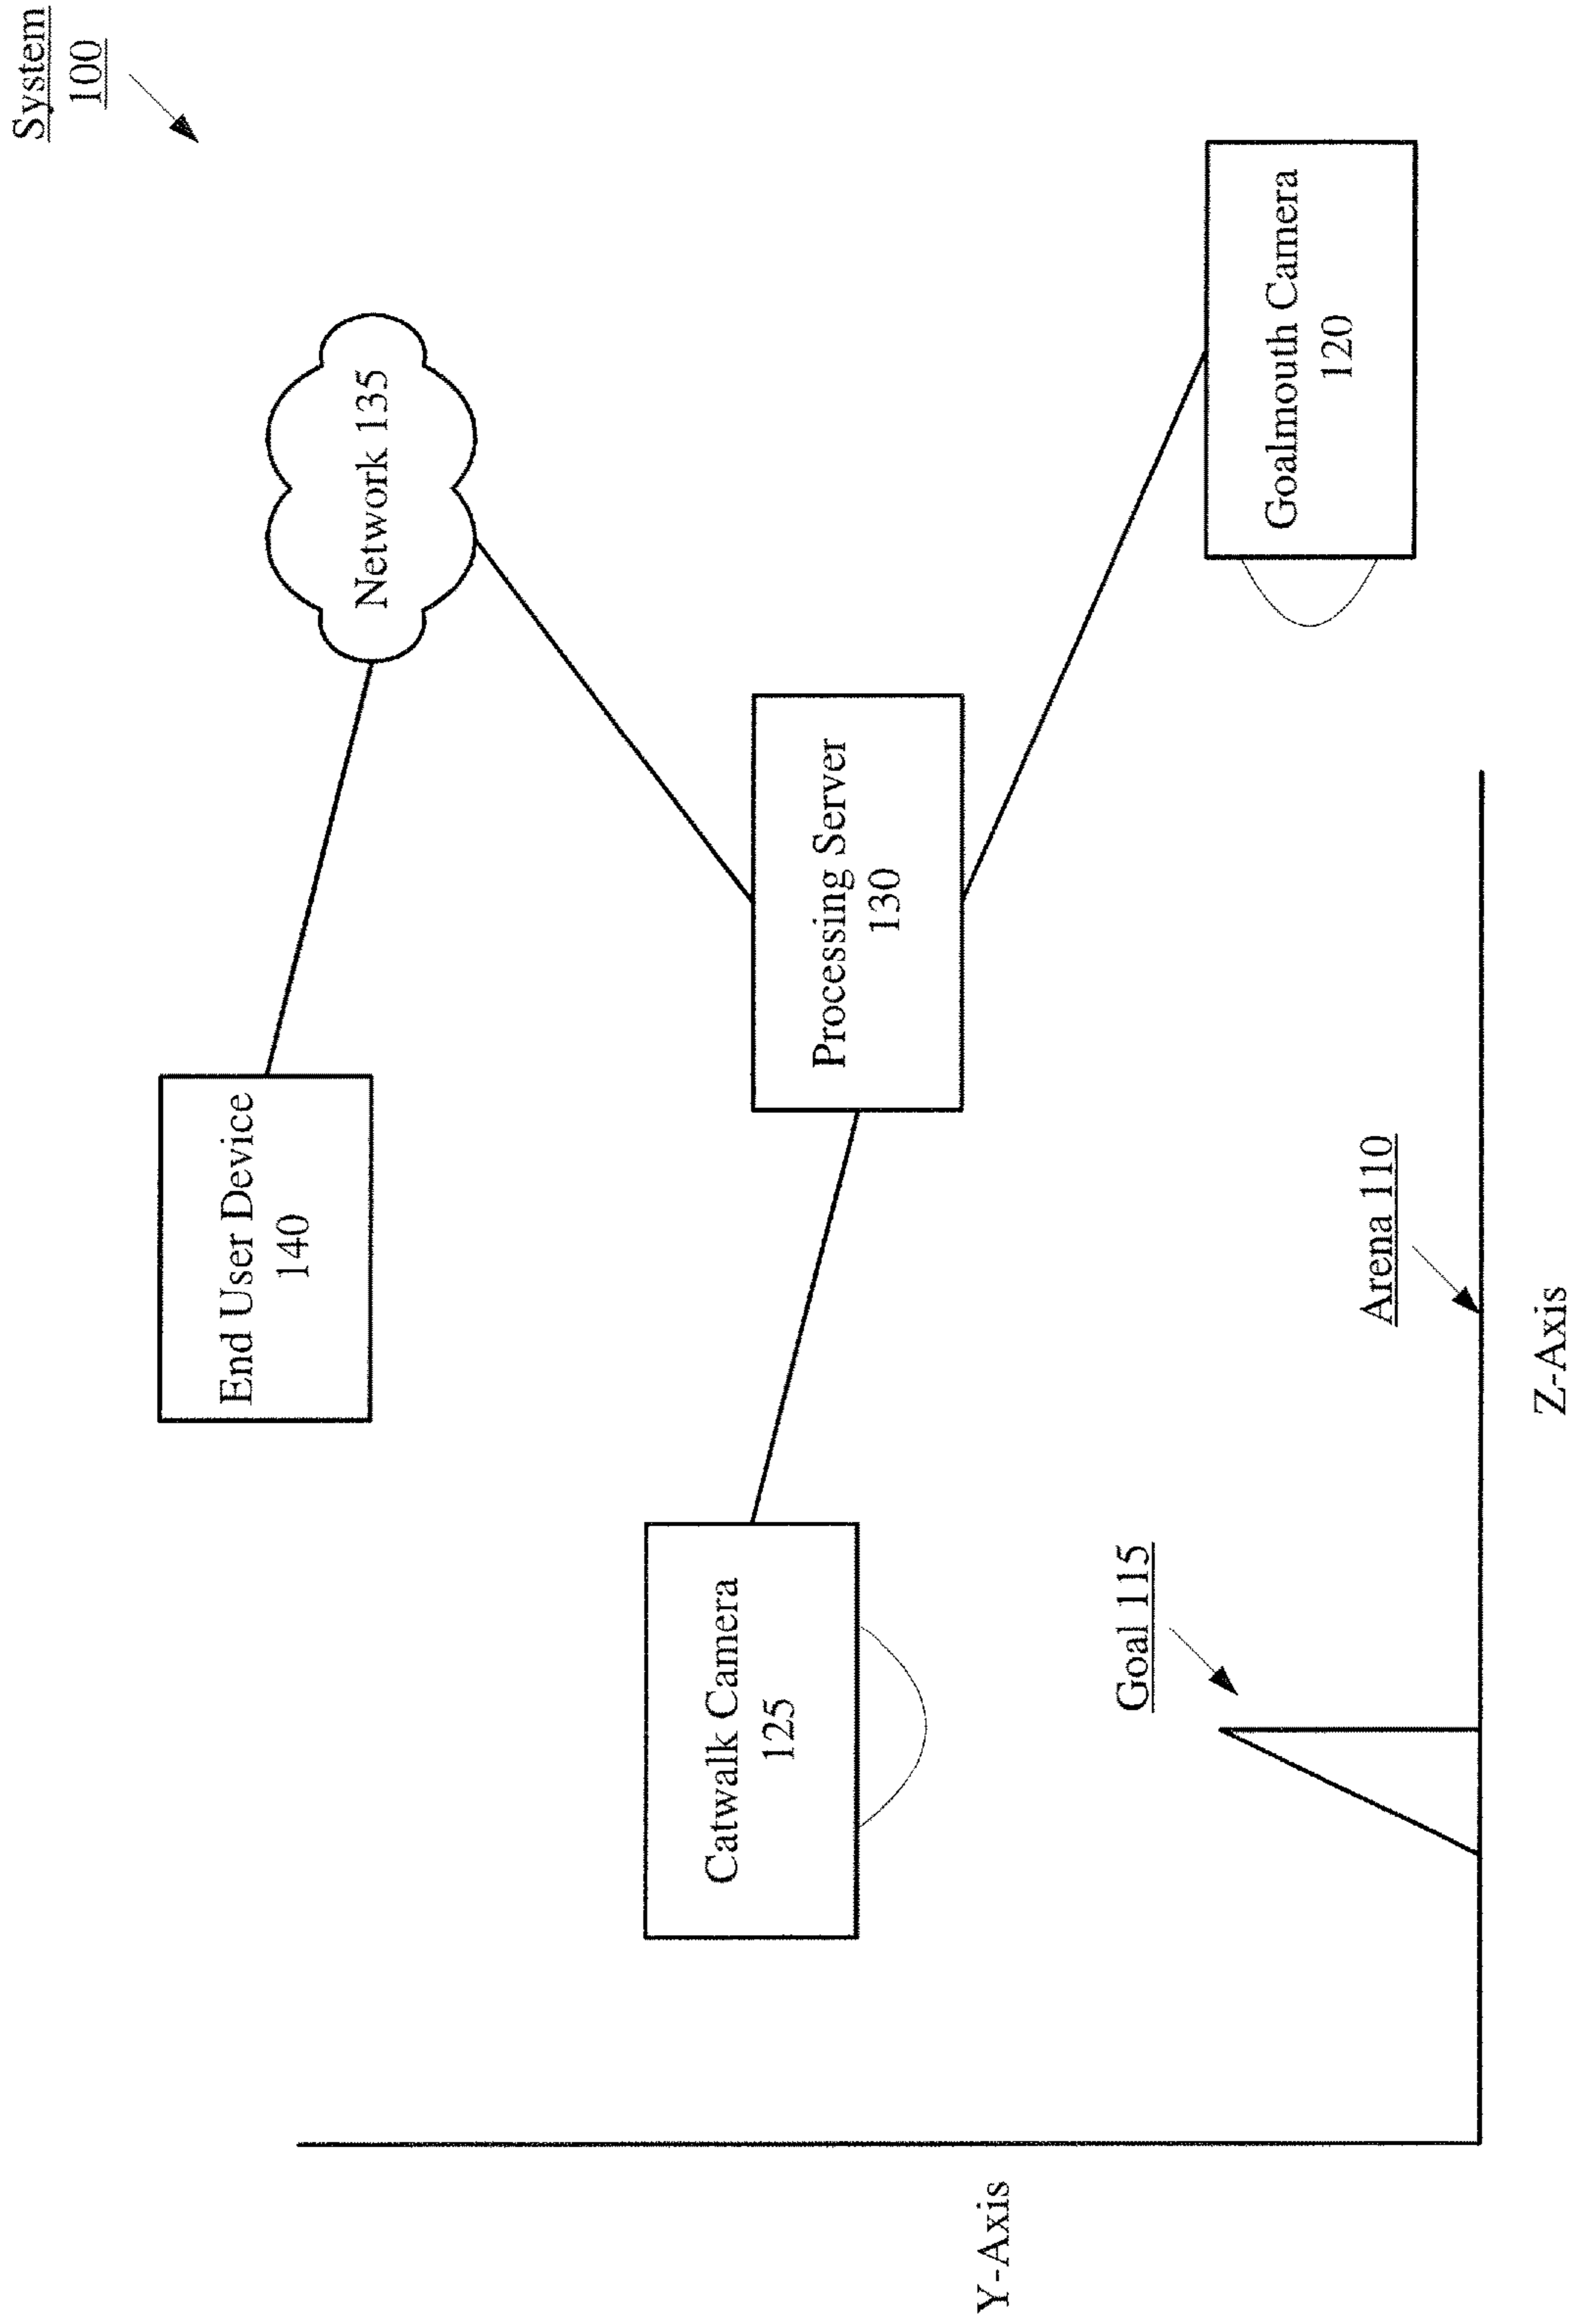 System
100
End User Device
140
Network 135
Catwalk Camera
125
Processing Server
130
Goal 115
Goalmouth Camera
120
Arena 110
Y-Axis
Z-Axis